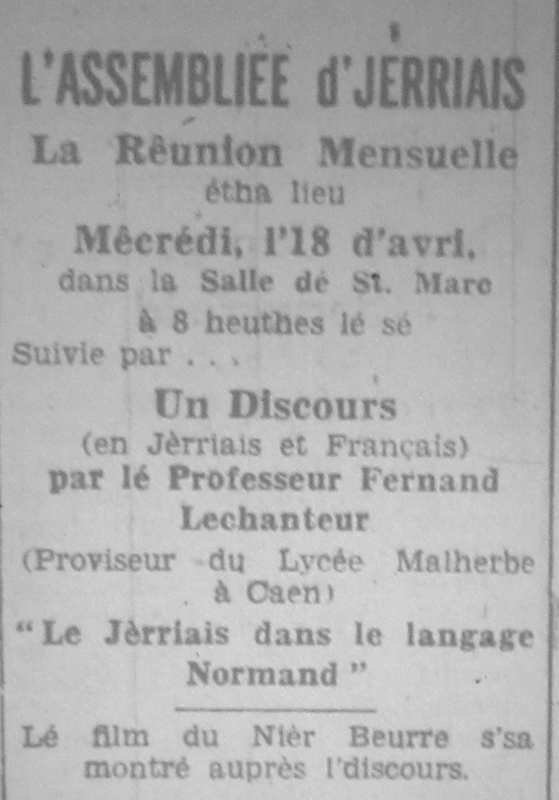 L'ASSEMBLIÉE d'JÈRRIAIS
La Rêunion Mensuelle
étha lieu
Mêcrédi, l'18 d'avri,
dans la Salle dé St. Marc
à 8 heuthes lé sé
Suivie par . . .
Un Discours
(en Jèrriais et Français)
par lé Professeur Fernand
Lechanteur
(Proviseur du Lycée Malherbe
à Caen)
"Le Jèrriais dans le langage
Normand"
Lé film du Nièr Beurre s'sa
montré auprès l'discours.